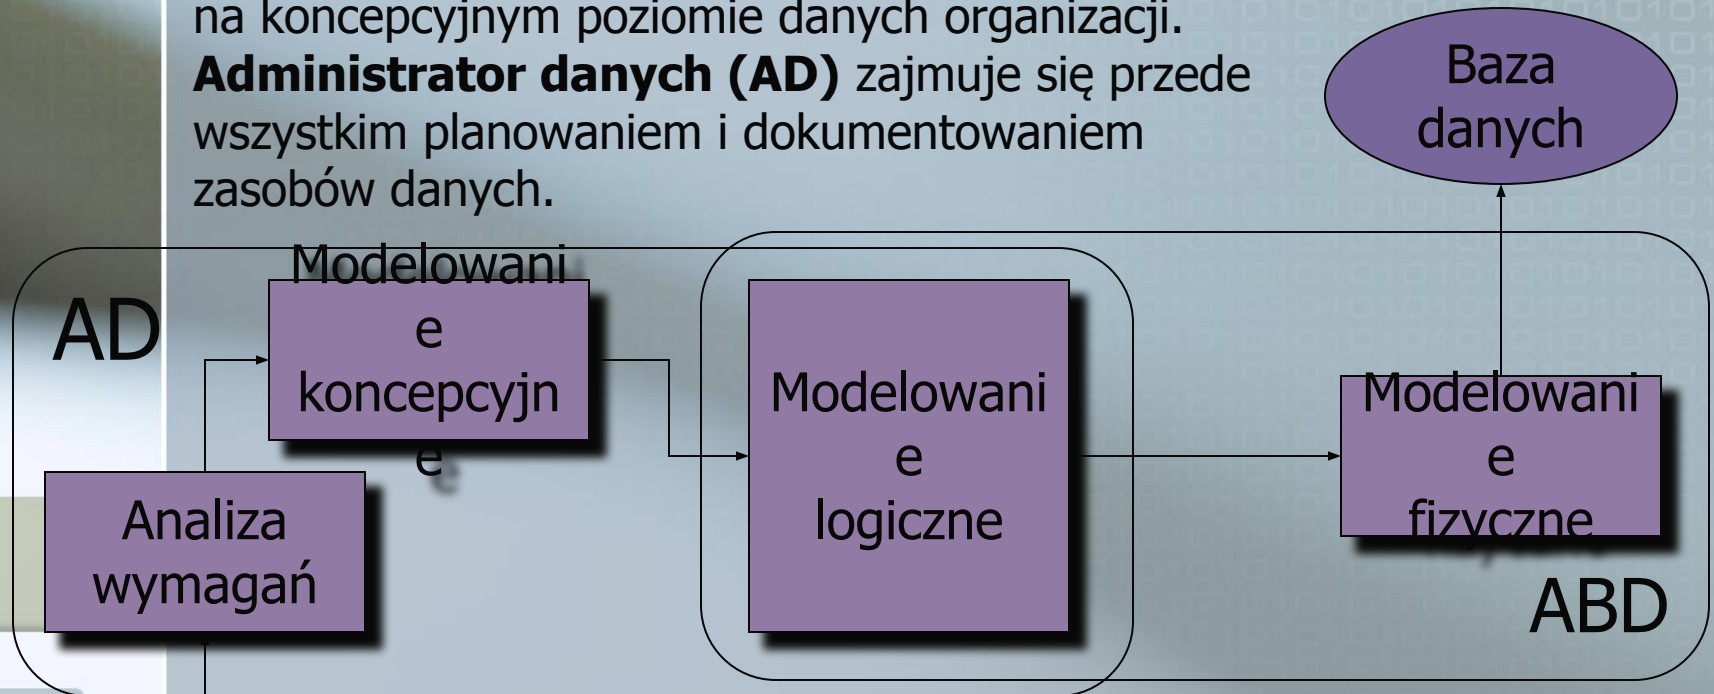 na koncepcyjnym poziomie danych organizacji.
Administrator danych (AD) zajmuje się przede
wszystkim planowaniem i dokumentowaniem
zasobów danych.
Baza
danych
AD
Modelowani
e
koncepcyjn
e
Analiza
wymagań
Modelowani
e
logiczne
Modelowani
e
fizyczne
ABD